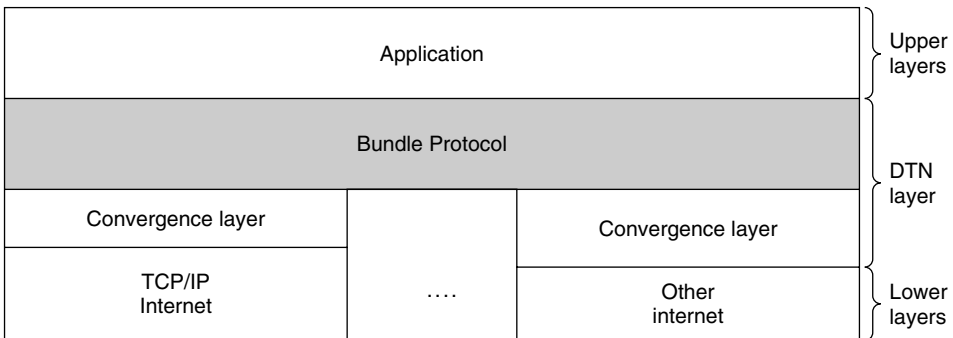 Application
Upper
layers
Bundle Protocol
DTN
layer
Convergence layer
Convergence layer
TCP/IP
Internet
....
Other
internet
Lower
layers